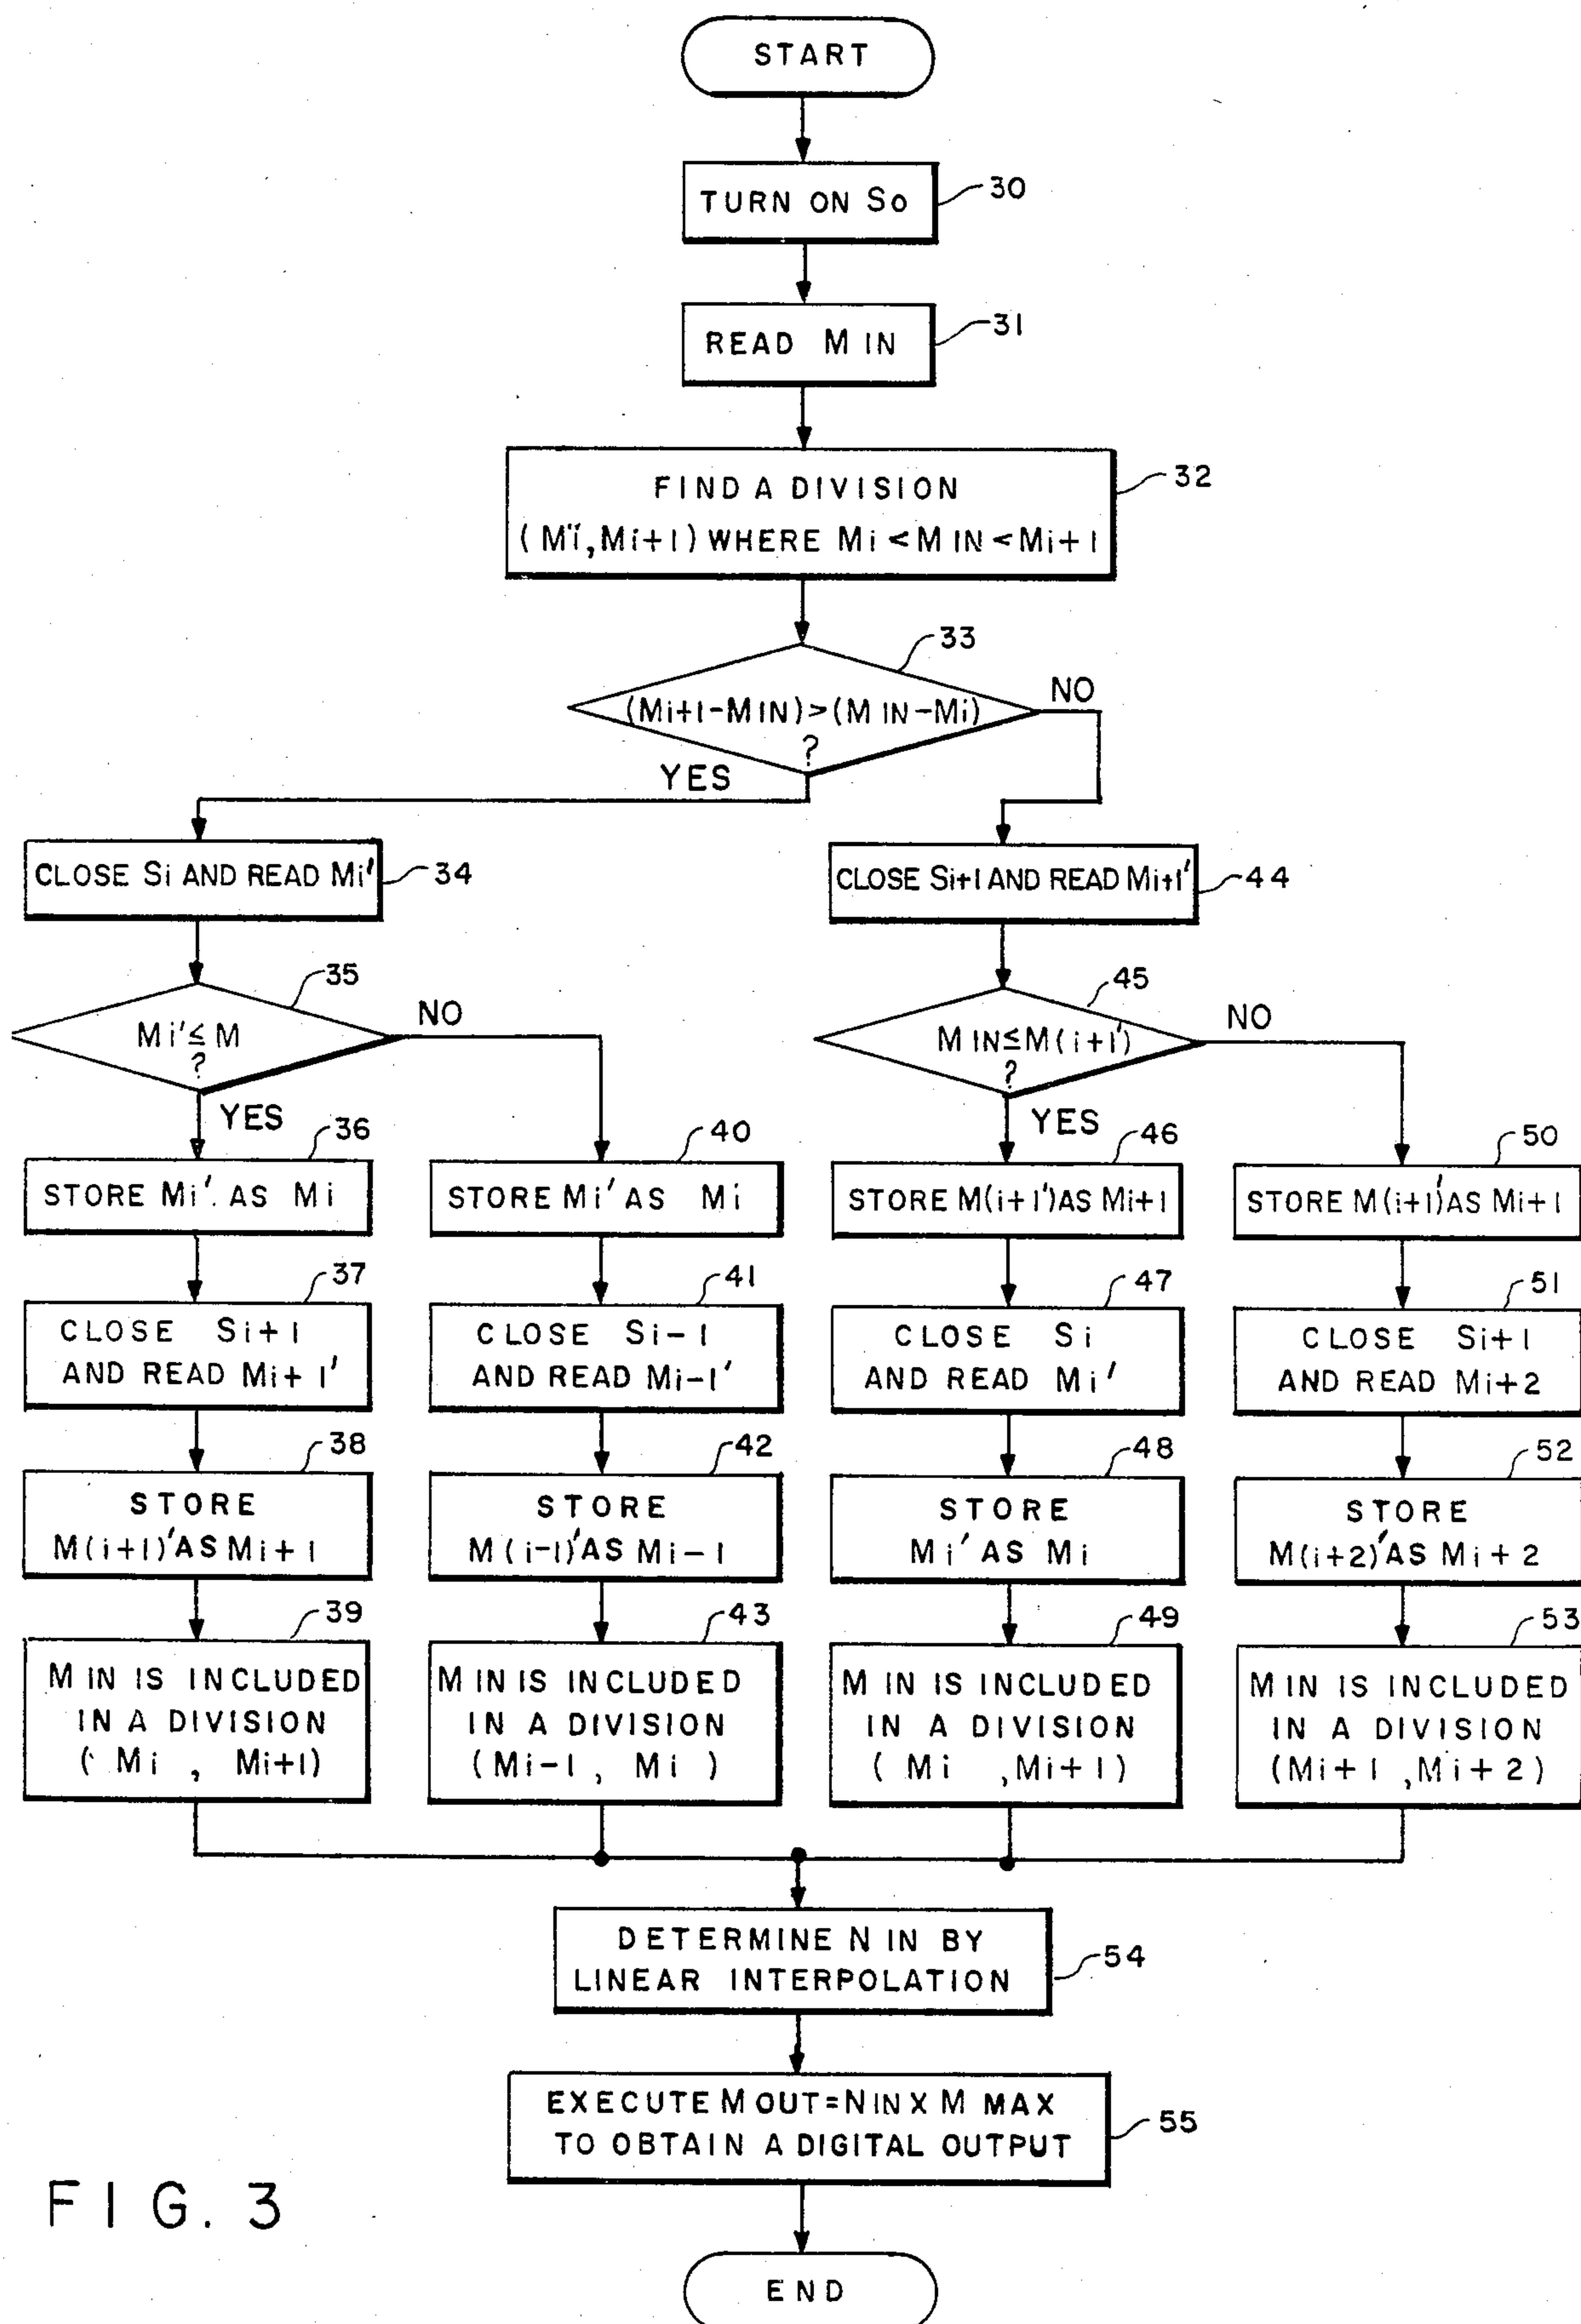 START
TURN ON So
30
READ M IN
31
FIND A DIVISION
(Mi, Mi+1) WHERE Mi < M IN < Mi+1
32
33
(Mi+1-M IN) > (M IN-Mi)
?
NO
YES
CLOSE Si AND READ Mi'
34
CLOSE Si+1 AND READ Mi+1'
44
35
Mi' ≤ M
?
NO
YES
45
M IN ≤ M(i+1')
?
NO
YES
36
STORE Mi' AS Mi
40
STORE Mi' AS Mi
46
STORE M(i+1') AS Mi+1
50
STORE M(i+1)' AS Mi+1
37
CLOSE Si+1
AND READ Mi+1'
41
CLOSE Si-1
AND READ Mi-1'
47
CLOSE Si
AND READ Mi'
51
CLOSE Si+1
AND READ Mi+2
38
STORE
M(i+1)' AS Mi+1
42
STORE
M(i-1)' AS Mi-1
48
STORE
Mi' AS Mi
52
STORE
M(i+2)' AS Mi+2
39
M IN IS INCLUDED
IN A DIVISION
(Mi, Mi+1)
43
M IN IS INCLUDED
IN A DIVISION
(Mi-1, Mi)
49
M IN IS INCLUDED
IN A DIVISION
(Mi, Mi+1)
53
M IN IS INCLUDED
IN A DIVISION
(Mi+1, Mi+2)
DETERMINE N IN BY
LINEAR INTERPOLATION
54
EXECUTE M OUT=N IN X M MAX
TO OBTAIN A DIGITAL OUTPUT
55
FIG. 3
END